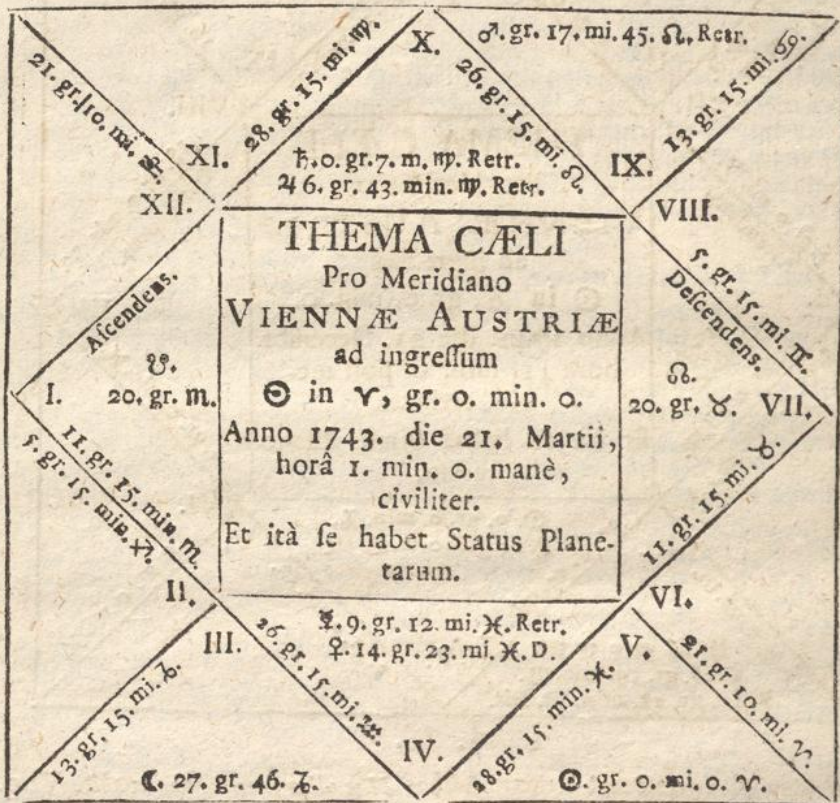 ♂. gr. 17. mi. 45. ♌. Retr.
X.
21. gr. 10. mi. ♎.
28. gr. 15. mi. ♍.
26. gr. 15. mi. ♌.
13. gr. 15. mi. ♋.
XI.
♄. 0. gr. 7. m. ♍. Retr.
IX.
♃ 6. gr. 43. min. ♍. Retr.
XII.
VIII.
THEMA CÆLI
Pro Meridiano
VIENNÆ AUSTRIÆ
ad ingreſſum
☉ in ♈, gr. 0. min. 0.
Anno 1743. die 21. Martii,
horâ 1. min. 0. manè,
civiliter.
Et ità ſe habet Status Plane-
tarum.
Aſcendens.
☋.
I. 20. gr. ♏.
5. gr. 15. mi. ♊.
Deſcendens.
☊.
20. gr. ♉. VII.
11. gr. 15. min. ♏.
5. gr. 15. min. ♐.
11. gr. 15. mi. ♉.
II.
VI.
☿. 9. gr. 12. mi. ♓. Retr.
♀. 14. gr. 23. mi. ♓. D.
III.
V.
13. gr. 15. mi. ♑.
26. gr. 15. mi. ♒.
28. gr. 15. min. ♓.
21. gr. 10. mi. ♈.
IV.
☾. 27. gr. 46. ♑.
☉. gr. 0. mi. 0. ♈.